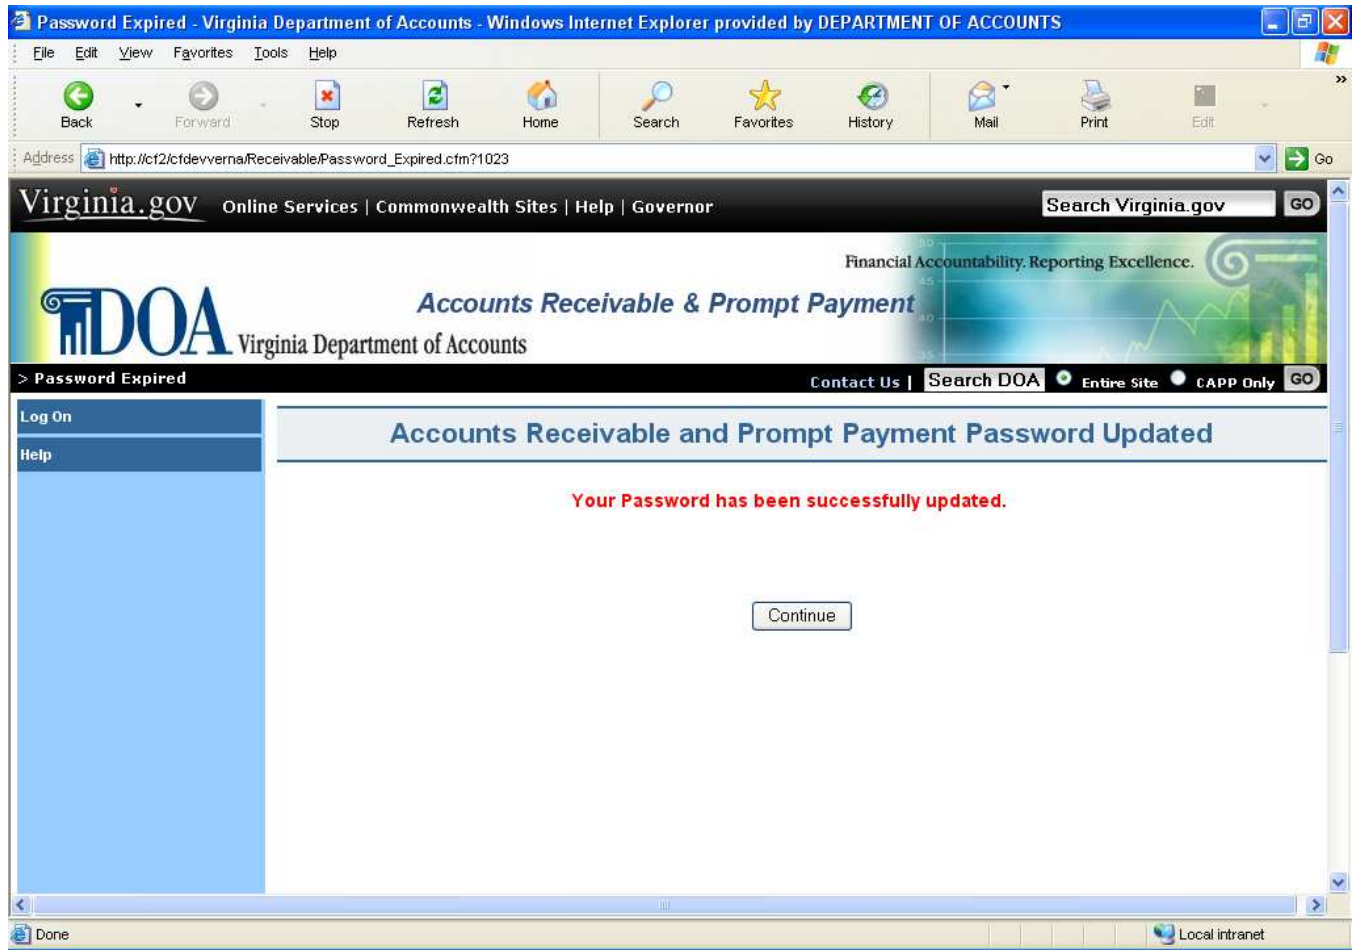 Password Expired - Virginia Department of Accounts - Windows Internet Explorer provided by DEPARTMENT OF ACCOUNTS
File Edit View Favorites Tools Help
Back Forward Stop Refresh Home Search Favorites History Mail Print Edit
Address http://cf2/cfdevverna/Receivable/Password_Expired.cfm?1023 Go
Virginia.gov Online Services | Commonwealth Sites | Help | Governor Search Virginia.gov GO
Financial Accountability. Reporting Excellence.
Accounts Receivable & Prompt Payment
DOA Virginia Department of Accounts
> Password Expired Contact Us | Search DOA Entire Site CAPP Only GO
Log On
Accounts Receivable and Prompt Payment Password Updated
Help
Your Password has been successfully updated.
Continue
Done Local intranet